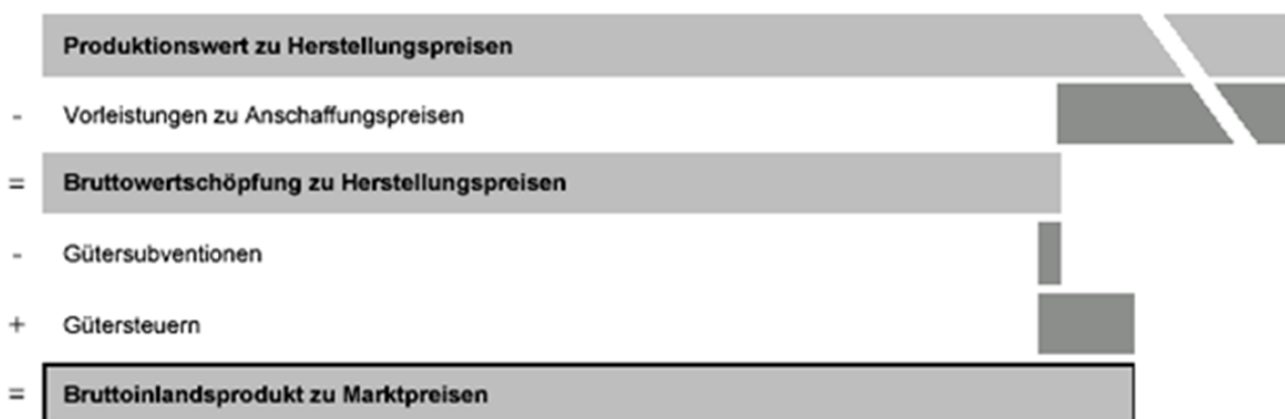 Produktionswert zu Herstellungspreisen
- Vorleistungen zu Anschaffungspreisen
= Bruttowertschöpfung zu Herstellungspreisen
- Gütersubventionen
+ Gütersteuern
= Bruttoinlandsprodukt zu Marktpreisen